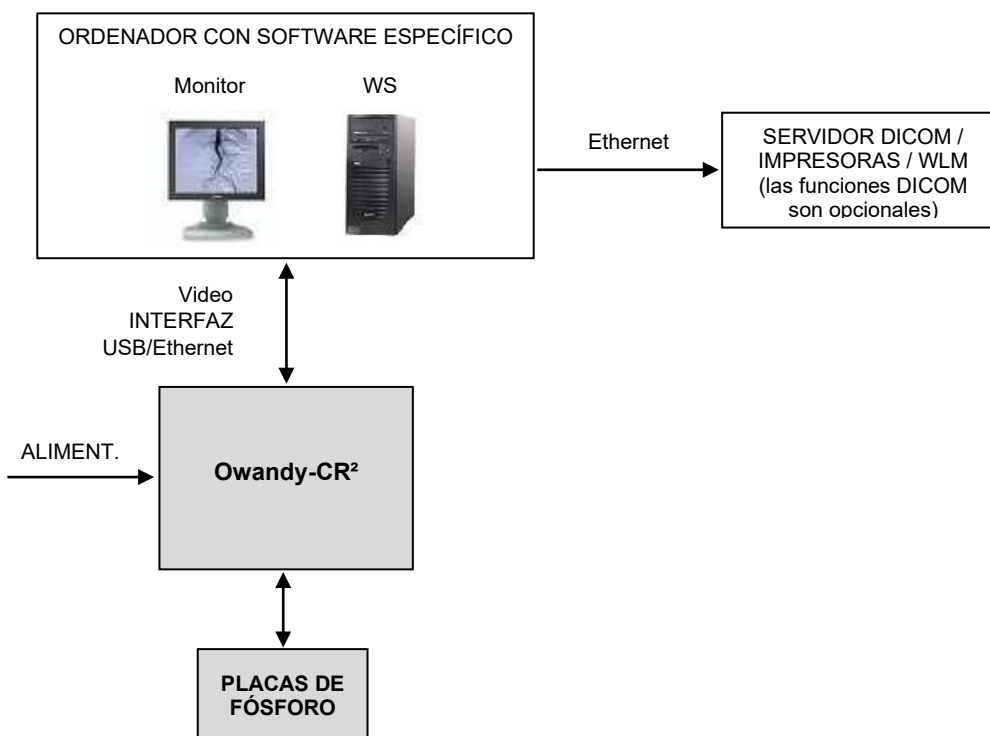 ORDENADOR CON SOFTWARE ESPECÍFICO
Monitor
WS
Ethernet
SERVIDOR DICOM /
IMPRESORAS / WLM
(las funciones DICOM
son opcionales)
Video
INTERFAZ
USB/Ethernet
ALIMENT.
Owandy-CR²
PLACAS DE
FÓSFORO